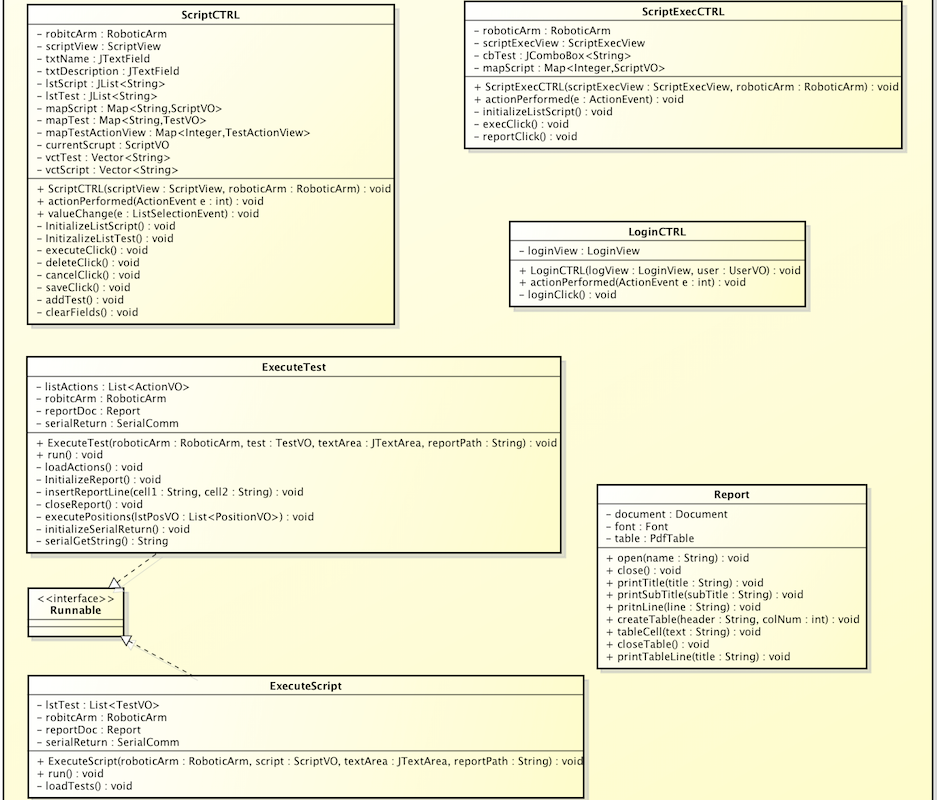 ScriptCTRL
- robitcArm : RoboticArm
- scriptView : ScriptView
- txtName : JTextField
- txtDescription : JTextField
- lstScript : JList<String>
- lstTest : JList<String>
- mapScript : Map<String,ScriptVO>
- mapTest : Map<String,TestVO>
- mapTestActionView : Map<Integer,TestActionView>
- currentScrupt : ScriptVO
- vctTest : Vector<String>
- vctScript : Vector<String>
+ ScriptCTRL(scriptView : ScriptView, roboticArm : RoboticArm) : void
+ actionPerformed(ActionEvent e : int) : void
+ valueChange(e : ListSelectionEvent) : void
- InitializeListScript() : void
- InitizalizeListTest() : void
- executeClick() : void
- deleteClick() : void
- cancelClick() : void
- saveClick() : void
- addTest() : void
- clearFields() : void
ScriptExecCTRL
- roboticArm : RoboticArm
- scriptExecView : ScriptExecView
- cbTest : JComboBox<String>
- mapScript : Map<Integer,ScriptVO>
+ ScriptExecCTRL(scriptExecView : ScriptExecView, roboticArm : RoboticArm) : void
+ actionPerformed(e : ActionEvent) : void
- initializeListScript() : void
- execClick() : void
- reportClick() : void
LoginCTRL
- loginView : LoginView
+ LoginCTRL(logView : LoginView, user : UserVO) : void
+ actionPerformed(ActionEvent e : int) : void
- loginClick() : void
ExecuteTest
- listActions : List<ActionVO>
- robitcArm : RoboticArm
- reportDoc : Report
- serialReturn : SerialComm
+ ExecuteTest(roboticArm : RoboticArm, test : TestVO, textArea : JTextArea, reportPath : String) : void
+ run() : void
- loadActions() : void
- InitializeReport() : void
- insertReportLine(cell1 : String, cell2 : String) : void
- closeReport() : void
- executePositions(lstPosVO : List<PositionVO>) : void
- initializeSerialReturn() : void
- serialGetString() : String
Report
- document : Document
- font : Font
- table : PdfTable
+ open(name : String) : void
+ close() : void
+ printTitle(title : String) : void
+ printSubTitle(subTitle : String) : void
+ pritnLine(line : String) : void
+ createTable(header : String, colNum : int) : void
+ tableCell(text : String) : void
+ closeTable() : void
+ printTableLine(title : String) : void
<<interface>>
Runnable
ExecuteScript
- lstTest : List<TestVO>
- robitcArm : RoboticArm
- reportDoc : Report
- serialReturn : SerialComm
+ ExecuteScript(roboticArm : RoboticArm, script : ScriptVO, textArea : JTextArea, reportPath : String) : void
+ run() : void
- loadTests() : void